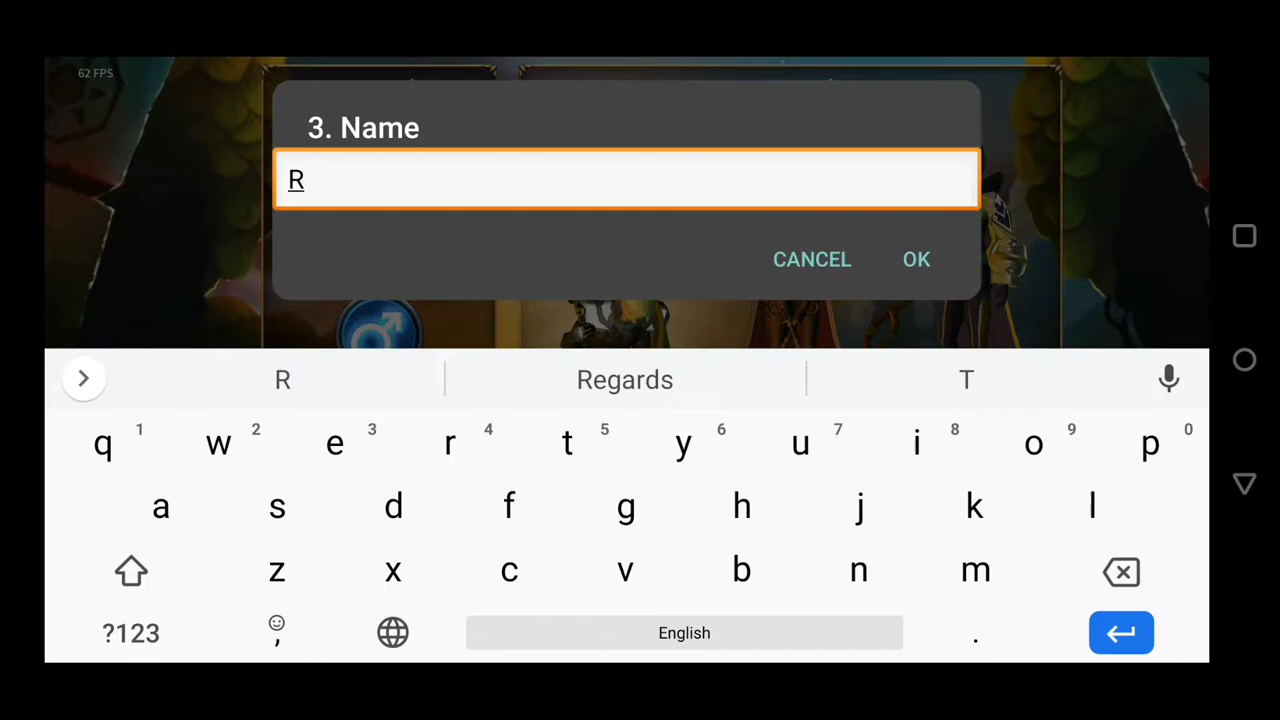 62 FPS
3. Name
R
CANCEL OK
R Regards T
q 1 w 2 e 3 r 4 t 5 y 6 u 7 i 8 o 9 p 0
a s d f g h j k l
z x c v b n m
?123 , English .